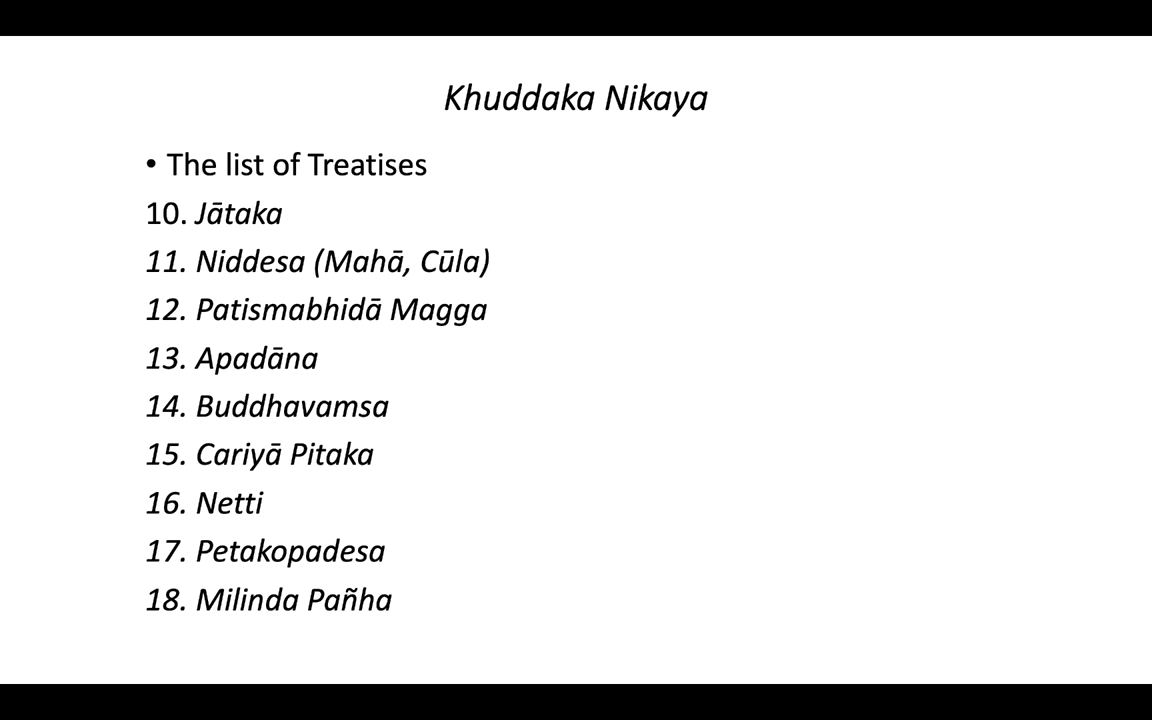 Khuddaka Nikaya
• The list of Treatises
10. Jātaka
11. Niddesa (Mahā, Cūla)
12. Patismabhidā Magga
13. Apadāna
14. Buddhavamsa
15. Cariyā Pitaka
16. Netti
17. Petakopadesa
18. Milinda Pañha